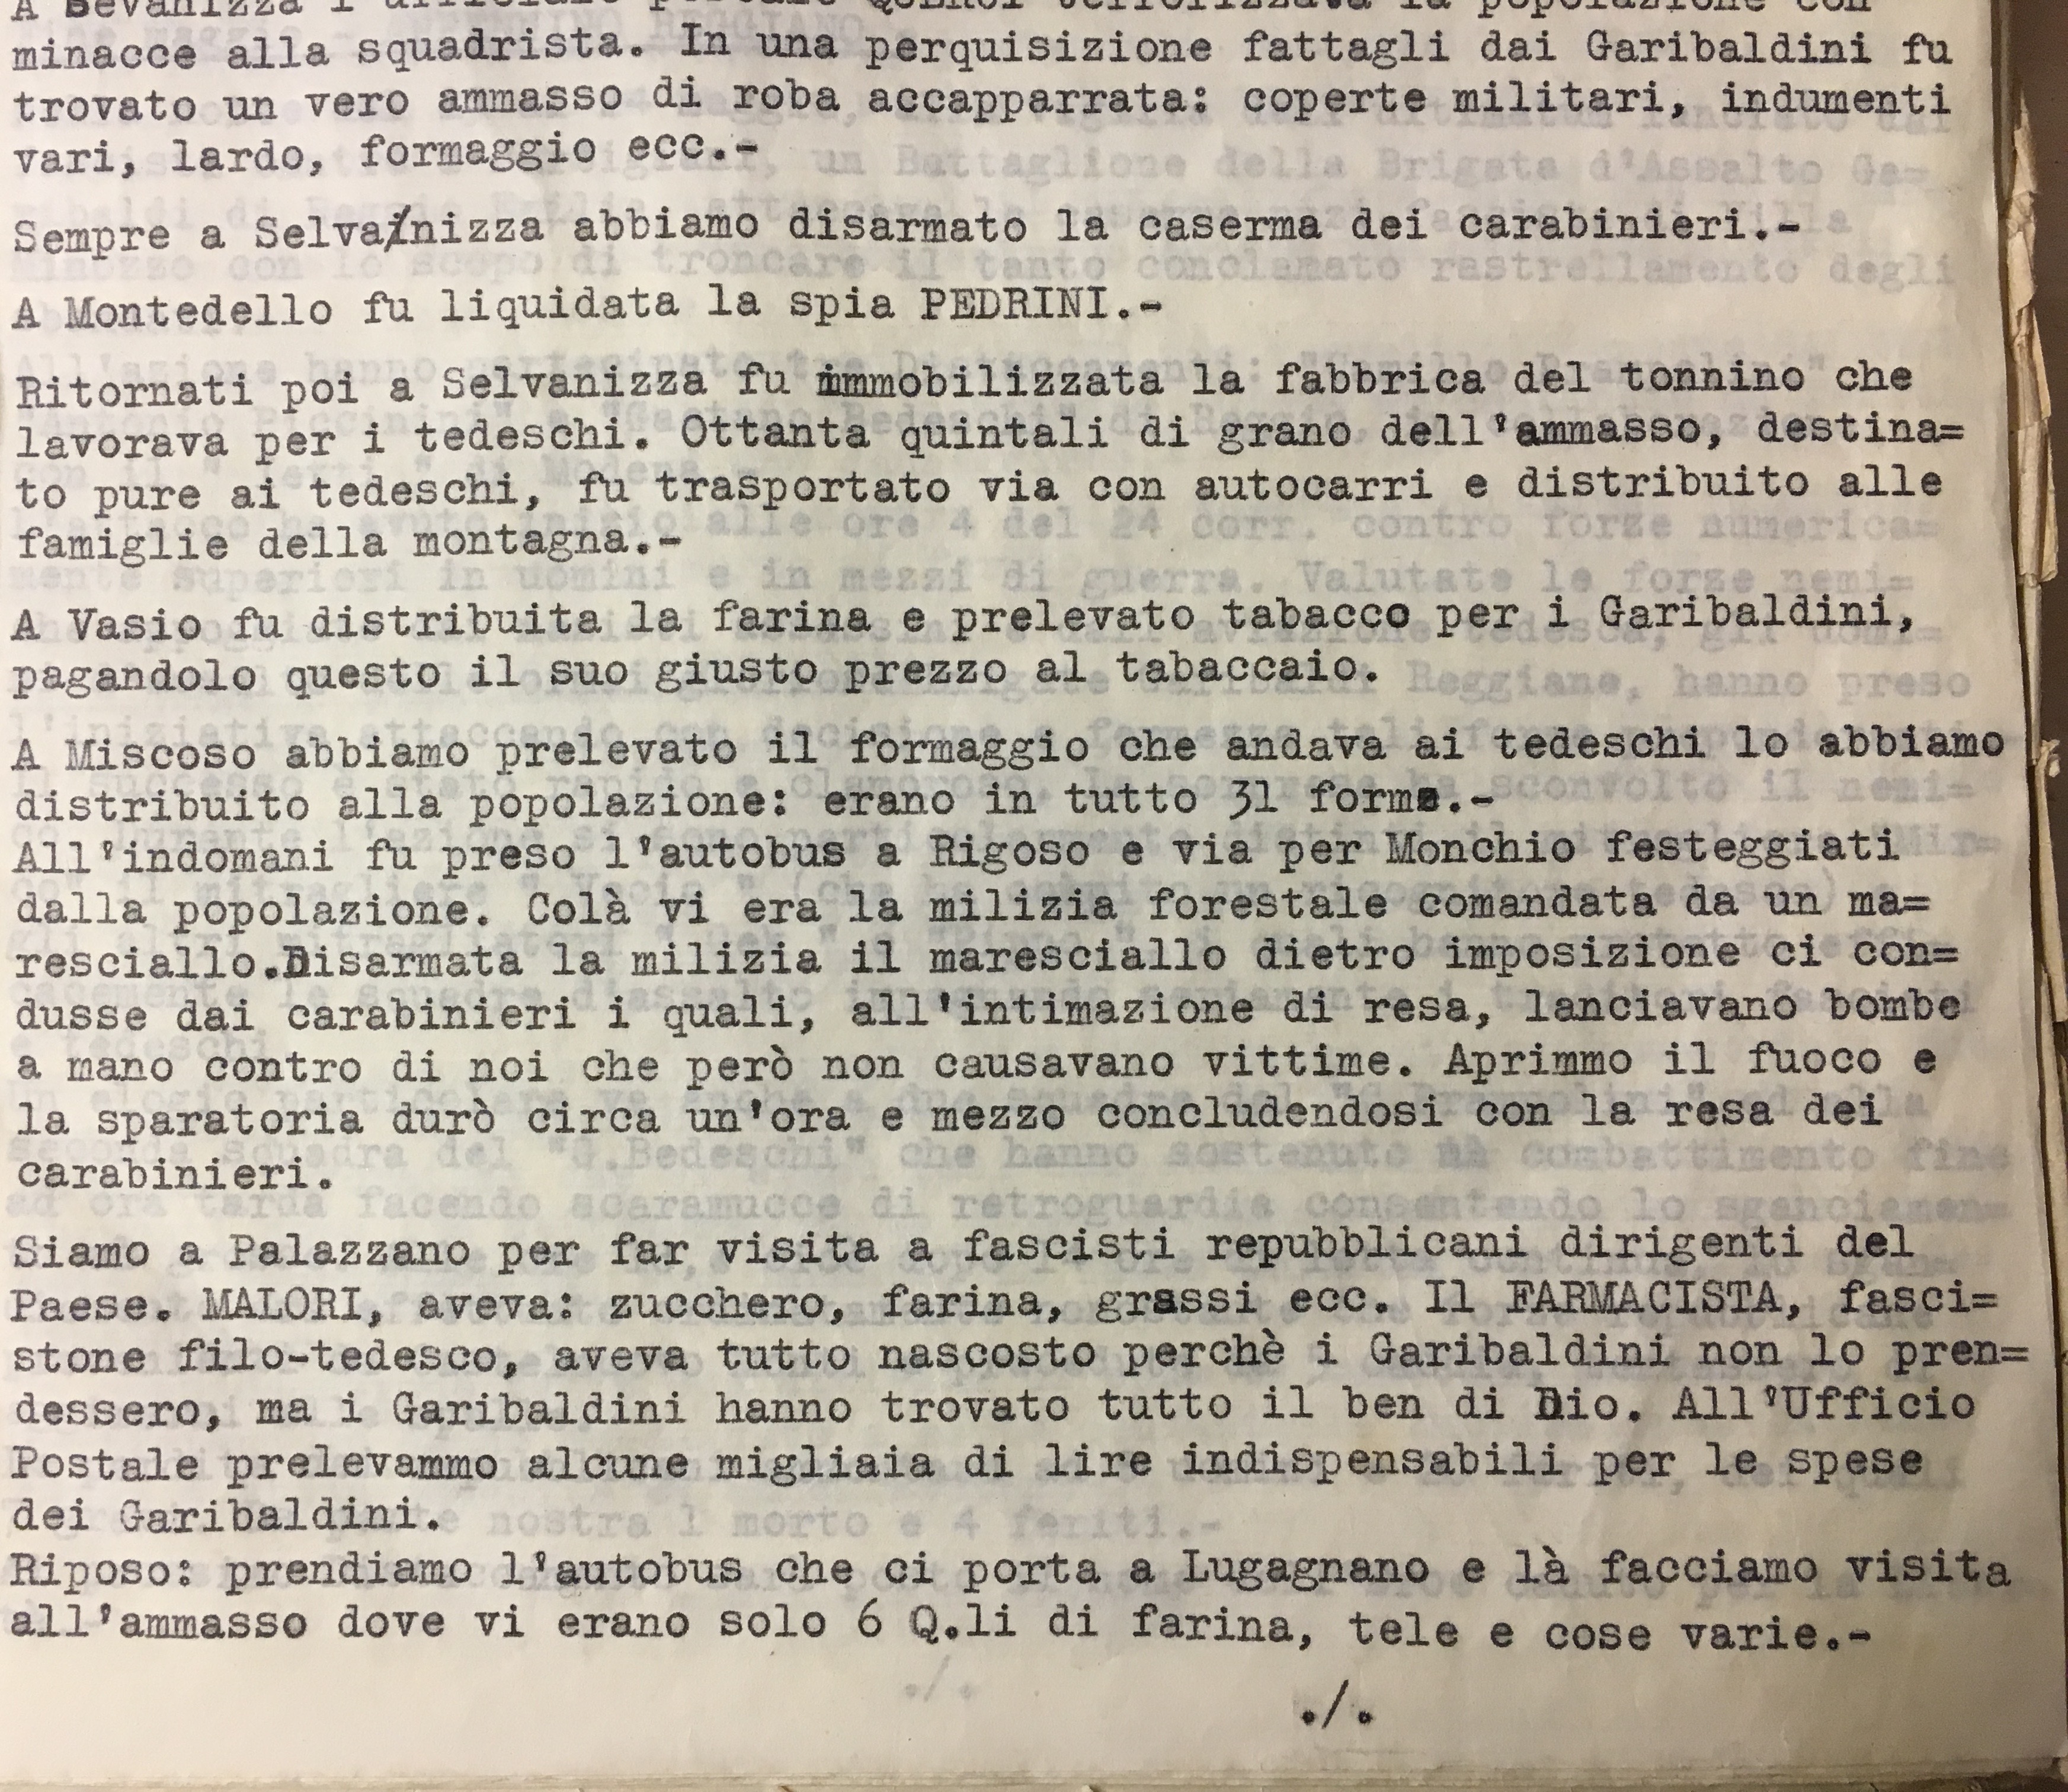 minacce alla squadrista. In una perquisizione fattagli dai Garibaldini fu
trovato un vero ammasso di roba accapparrata: coperte militari, indumenti
vari, lardo, formaggio ecc.-
Sempre a Selvainizza abbiamo disarmato la caserma dei carabinieri.-
A Montedello fu liquidata la spia PEDRINI.-
Ritornati poi a Selvanizza fu immobilizzata la fabbrica del tonnino che
lavorava per i tedeschi. Ottanta quintali di grano dell'ammasso, destina=
to pure ai tedeschi, fu trasportato via con autocarri e distribuito alle
famiglie della montagna.-
A Vasio fu distribuita la farina e prelevato tabacco per i Garibaldini,
pagandolo questo il suo giusto prezzo al tabaccaio.
A Miscoso abbiamo prelevato il formaggio che andava ai tedeschi lo abbiamo
distribuito alla popolazione: erano in tutto 31 forme.-
All'indomani fu preso l'autobus a Rigoso e via per Monchio festeggiati
dalla popolazione. Colà vi era la milizia forestale comandata da un ma=
resciallo.Disarmata la milizia il maresciallo dietro imposizione ci con=
dusse dai carabinieri i quali, all'intimazione di resa, lanciavano bombe
a mano contro di noi che però non causavano vittime. Aprimmo il fuoco e
la sparatoria durò circa un'ora e mezzo concludendosi con la resa dei
carabinieri.
Siamo a Palazzano per far visita a fascisti repubblicani dirigenti del
Paese. MALORI, aveva: zucchero, farina, grassi ecc. Il FARMACISTA, fasci=
stone filo-tedesco, aveva tutto nascosto perchè i Garibaldini non lo pren=
dessero, ma i Garibaldini hanno trovato tutto il ben di Dio. All'Ufficio
Postale prelevammo alcune migliaia di lire indispensabili per le spese
dei Garibaldini.
Riposo: prendiamo l'autobus che ci porta a Lugagnano e là facciamo visita
all'ammasso dove vi erano solo 6 Q.li di farina, tele e cose varie.-
./.